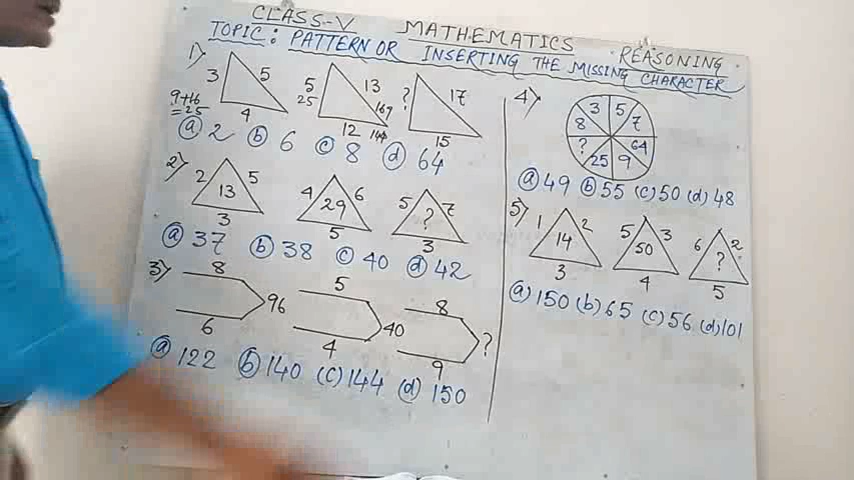 CLASS-V MATHEMATICS REASONING
TOPIC: PATTERN OR INSERTING THE MISSING CHARACTER
1)
3 5 4
9+16
=25
5 13 12
25 169 144
? 17 15
(a) 2 (b) 6 (c) 8 (d) 64
2)
2 5 13 3
4 6 29 5
5 7 ? 3
(a) 37 (b) 38 (c) 40 (d) 42
3)
8 96 6
5 40 4
8 ? 9
(a) 122 (b) 140 (c) 144 (d) 150
4)
3 5
8 7
? 64
25 9
(a) 49 (b) 55 (c) 50 (d) 48
5)
1 2 14 3
5 3 50 4
6 2 ? 5
(a) 150 (b) 65 (c) 56 (d) 101